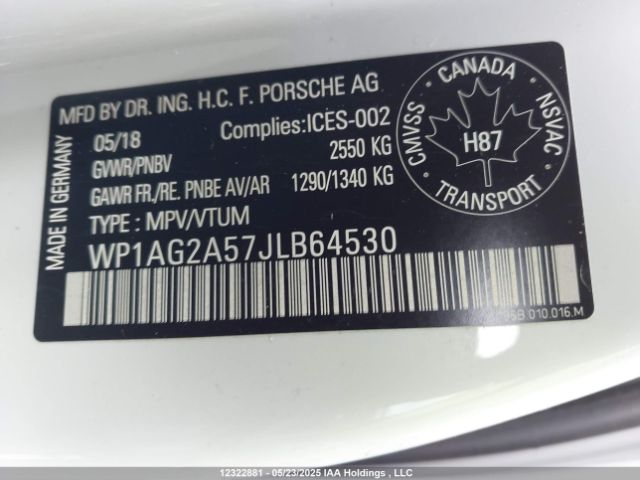 MFD BY DR. ING. H.C. F. PORSCHE AG
05/18 Complies:ICES-002
GVWR/PNBV 2550 KG
GAWR FR./RE. PNBE AV/AR 1290/1340 KG
TYPE : MPV/VTUM
WP1AG2A57JLB64530
MADE IN GERMANY
CANADA
CMVSS
NSVAC
H87
TRANSPORT
95B.010.016.M
12322881 - 05/23/2025 IAA Holdings , LLC